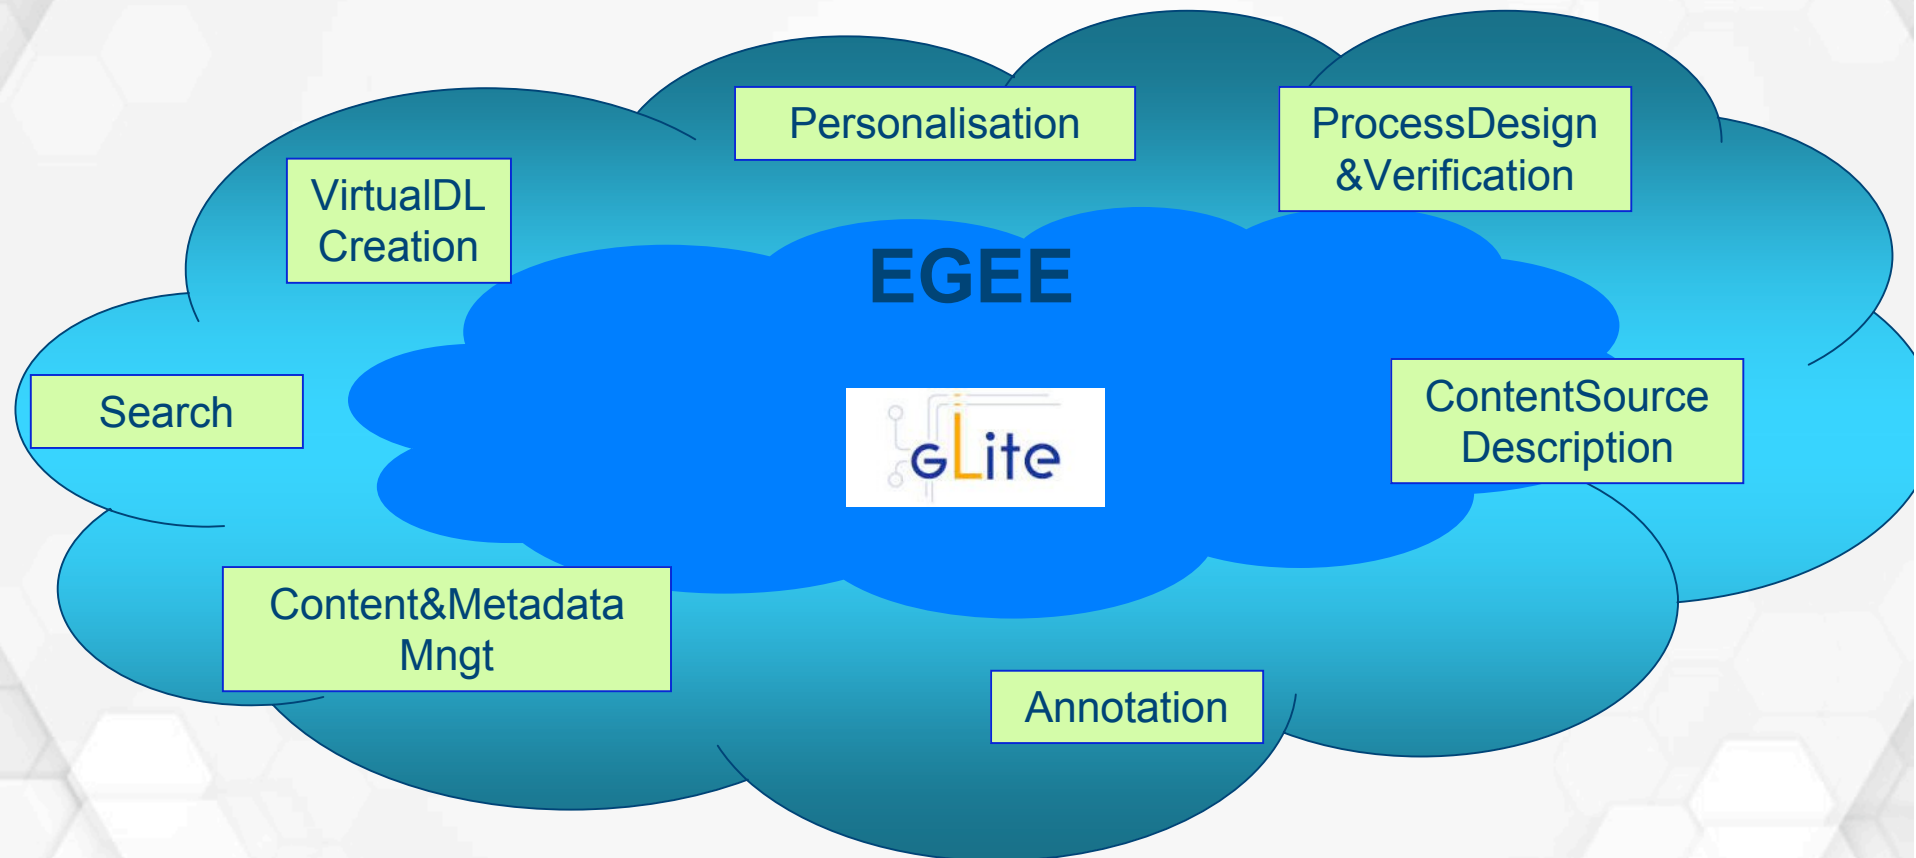 Personalisation
ProcessDesign
&Verification
VirtualDL
Creation
EGEE
Search
gLite
ContentSource
Description
Content&Metadata
Mngt
Annotation